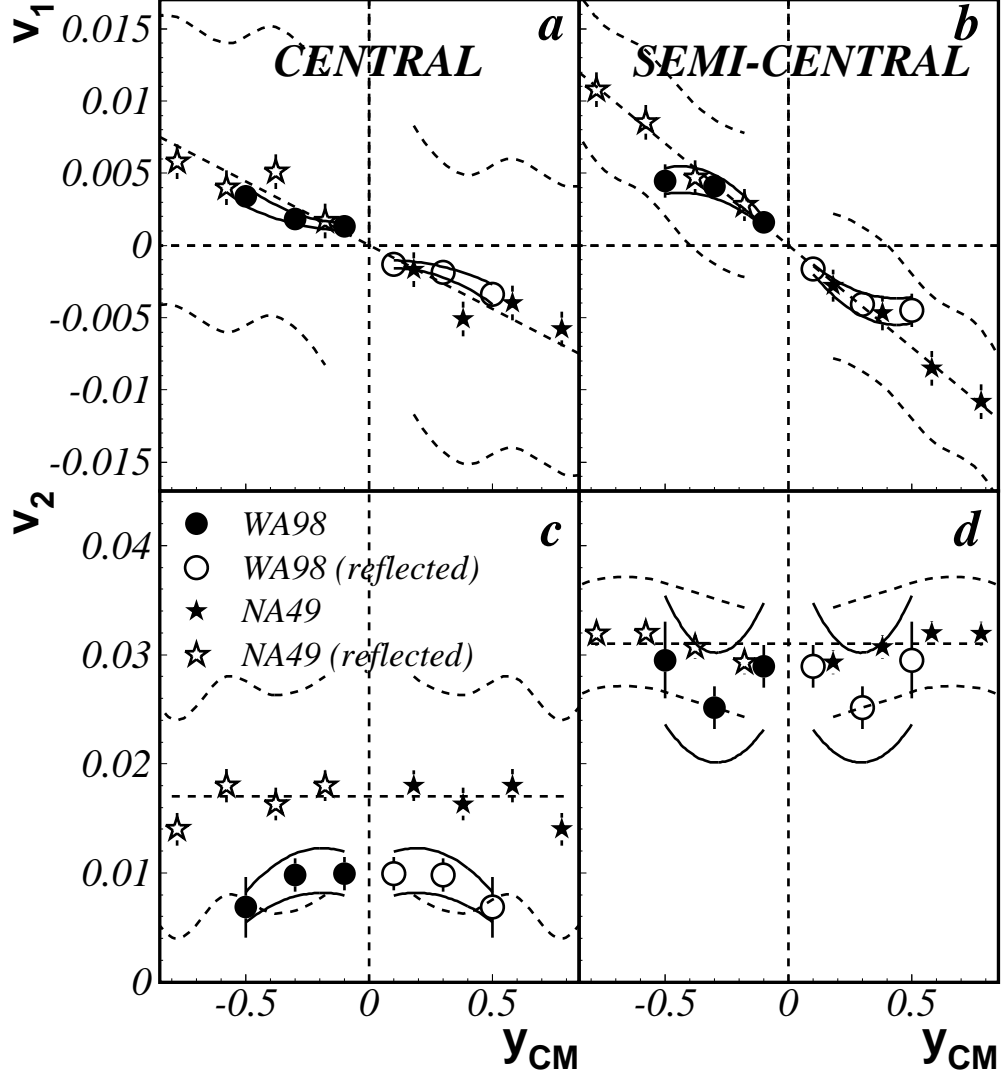 v1
0.015
0.01
0.005
0
-0.005
-0.01
-0.015
a
CENTRAL
b
SEMI-CENTRAL
v2
0.04
0.03
0.02
0.01
0
c
WA98
WA98 (reflected)
NA49
NA49 (reflected)
d
-0.5 0 0.5
-0.5 0 0.5
yCM
yCM